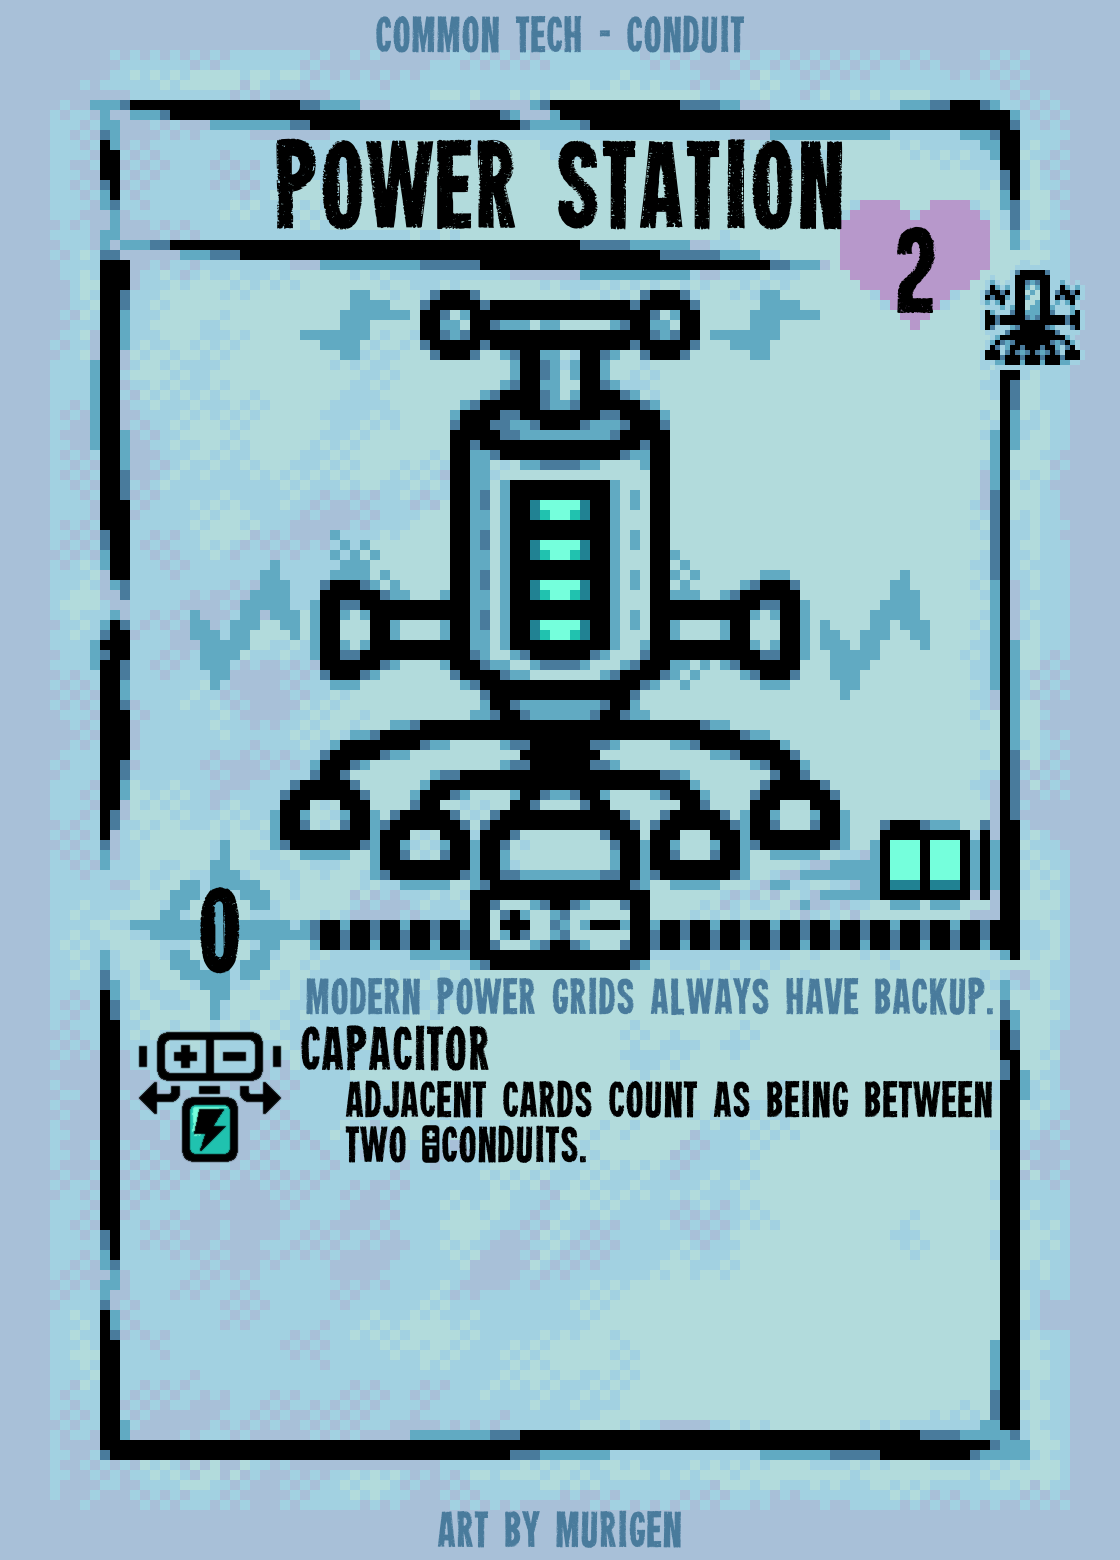 COMMON TECH - CONDUIT
POWER STATION
2
0
MODERN POWER GRIDS ALWAYS HAVE BACKUP.
CAPACITOR
ADJACENT CARDS COUNT AS BEING BETWEEN
TWO CONDUITS.
ART BY MURIGEN